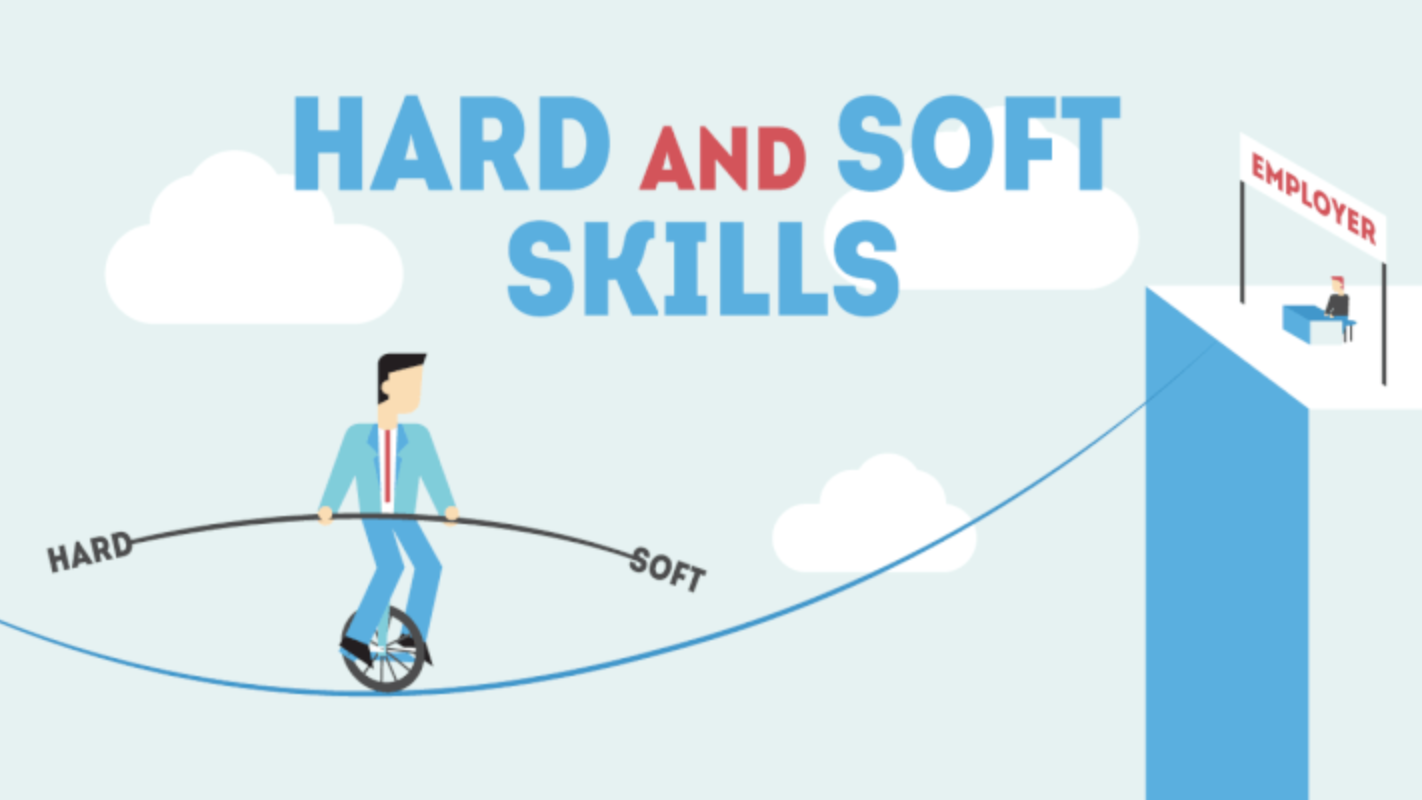 HARD AND SOFT
SKILLS
EMPLOYER
HARD
SOFT